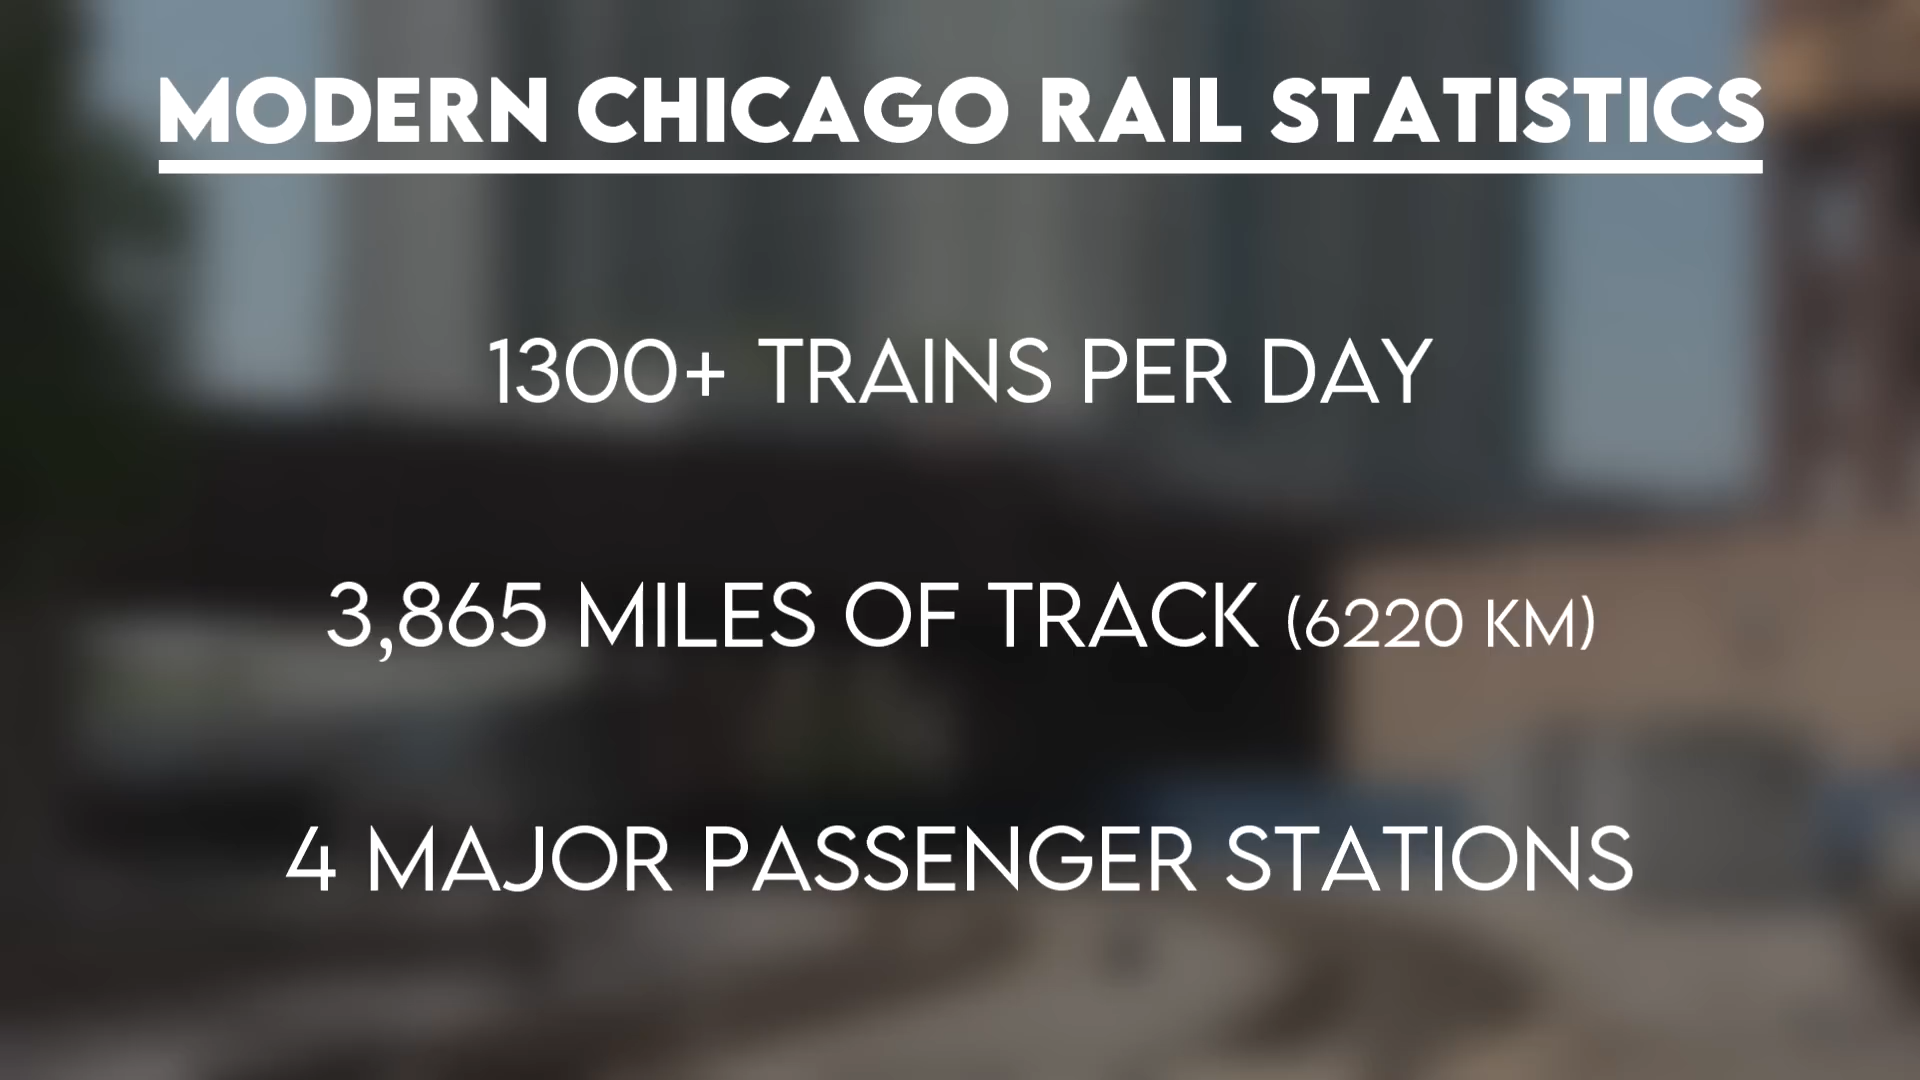 MODERN CHICAGO RAIL STATISTICS
1300+ TRAINS PER DAY
3,865 MILES OF TRACK (6220 KM)
4 MAJOR PASSENGER STATIONS